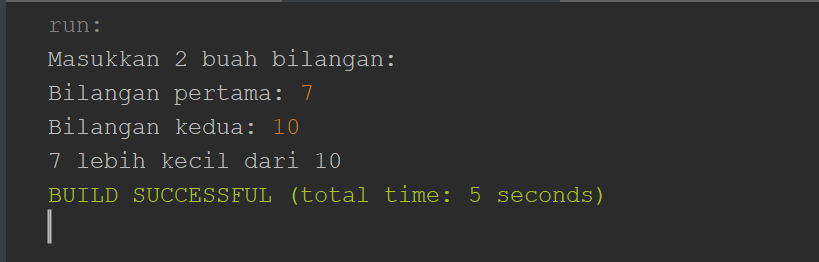 run:
Masukkan 2 buah bilangan:
Bilangan pertama: 7
Bilangan kedua: 10
7 lebih kecil dari 10
BUILD SUCCESSFUL (total time: 5 seconds)